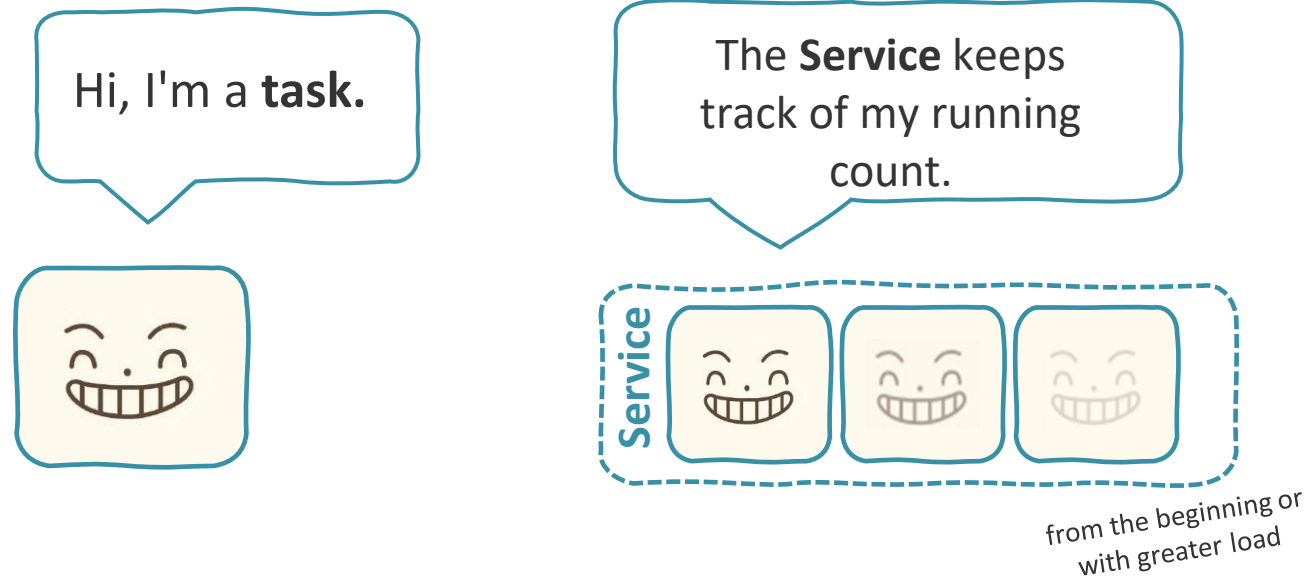 Hi, I'm a task.
The Service keeps
track of my running
count.
Service
from the beginning or
with greater load